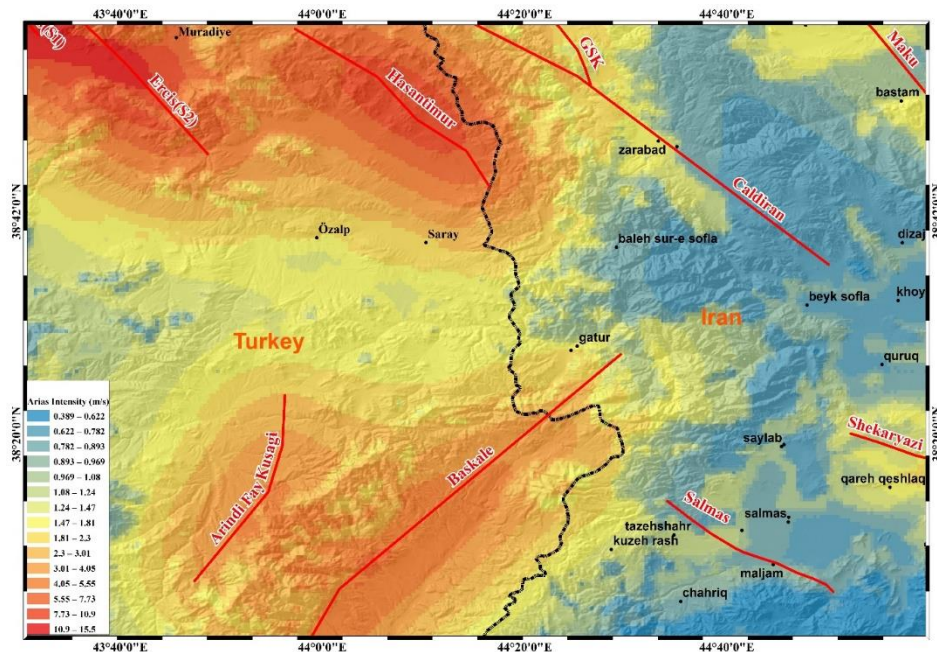 43°40'0"E 44°0'0"E 44°20'0"E 44°40'0"E
(S1)
Muradiye
Ercis(S2)
Hasantimur
GSK
Maku
bastam
zarabad
Caldiran
38°42'0"N 38°42'0"N
Özalp
Saray
baleh sur-e sofla
dizaj
beyk sofla
khoy
Turkey
Iran
gatur
quruq
Arias Intensity (m/s)
0.389 – 0.622
0.622 – 0.782
0.782 – 0.893
0.893 – 0.969
0.969 – 1.08
1.08 – 1.24
1.24 – 1.47
1.47 – 1.81
1.81 – 2.3
2.3 – 3.01
3.01 – 4.05
4.05 – 5.55
5.55 – 7.73
7.73 – 10.9
10.9 – 15.5
38°20'0"N 38°20'0"N
Arindi Fay Kusagi
Baskale
Shekaryazi
saylab
qareh qeshlaq
Salmas
salmas
tazehshahr
kuzeh rash
maljam
chahriq
43°40'0"E 44°0'0"E 44°20'0"E 44°40'0"E